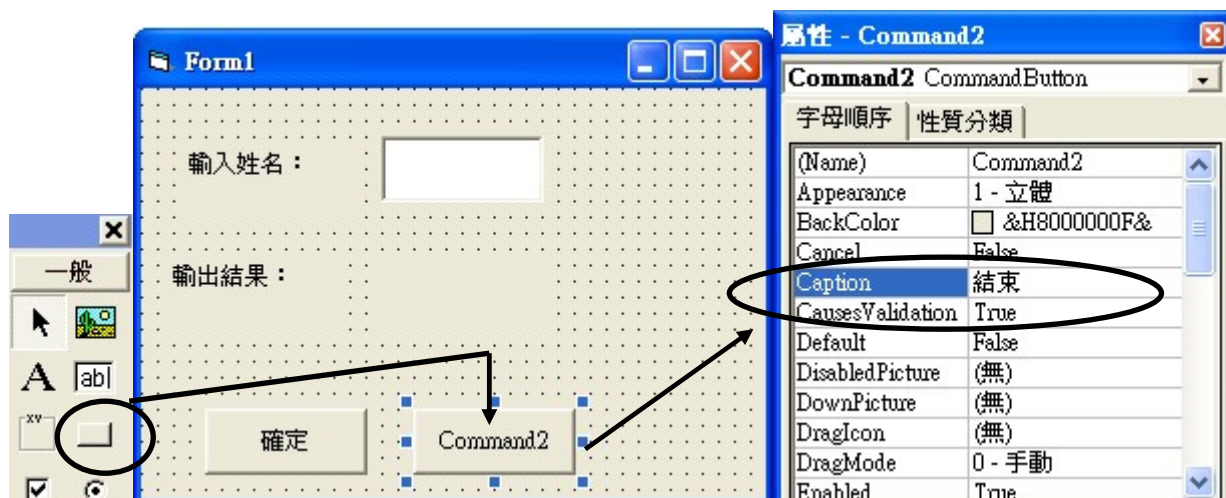 Form1
輸入姓名：
輸出結果：
確定
Command2
一般
A
ab
xy
屬性 - Command2
Command2 CommandButton
字母順序
性質分類
(Name) Command2
Appearance 1 - 立體
BackColor &H8000000F&
Cancel False
Caption 結束
CausesValidation True
Default False
DisabledPicture (無)
DownPicture (無)
DragIcon (無)
DragMode 0 - 手動
Enabled True